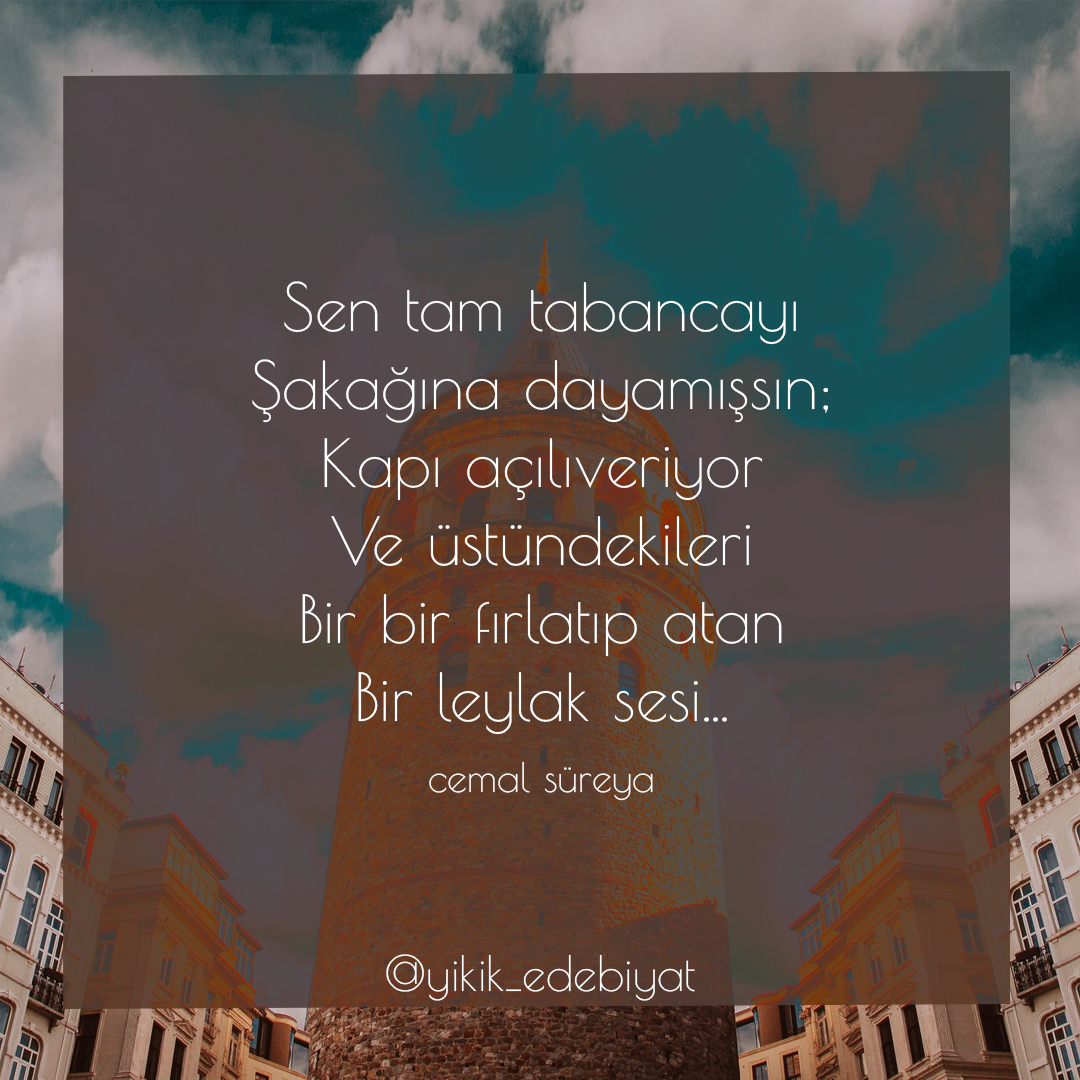 Sen tam tabancayı
Şakağına dayamışsın;
Kapı açılıveriyor
Ve üstündekileri
Bir bir fırlatıp atan
Bir leylak sesi...
cemal süreya
@yikik_edebiyat